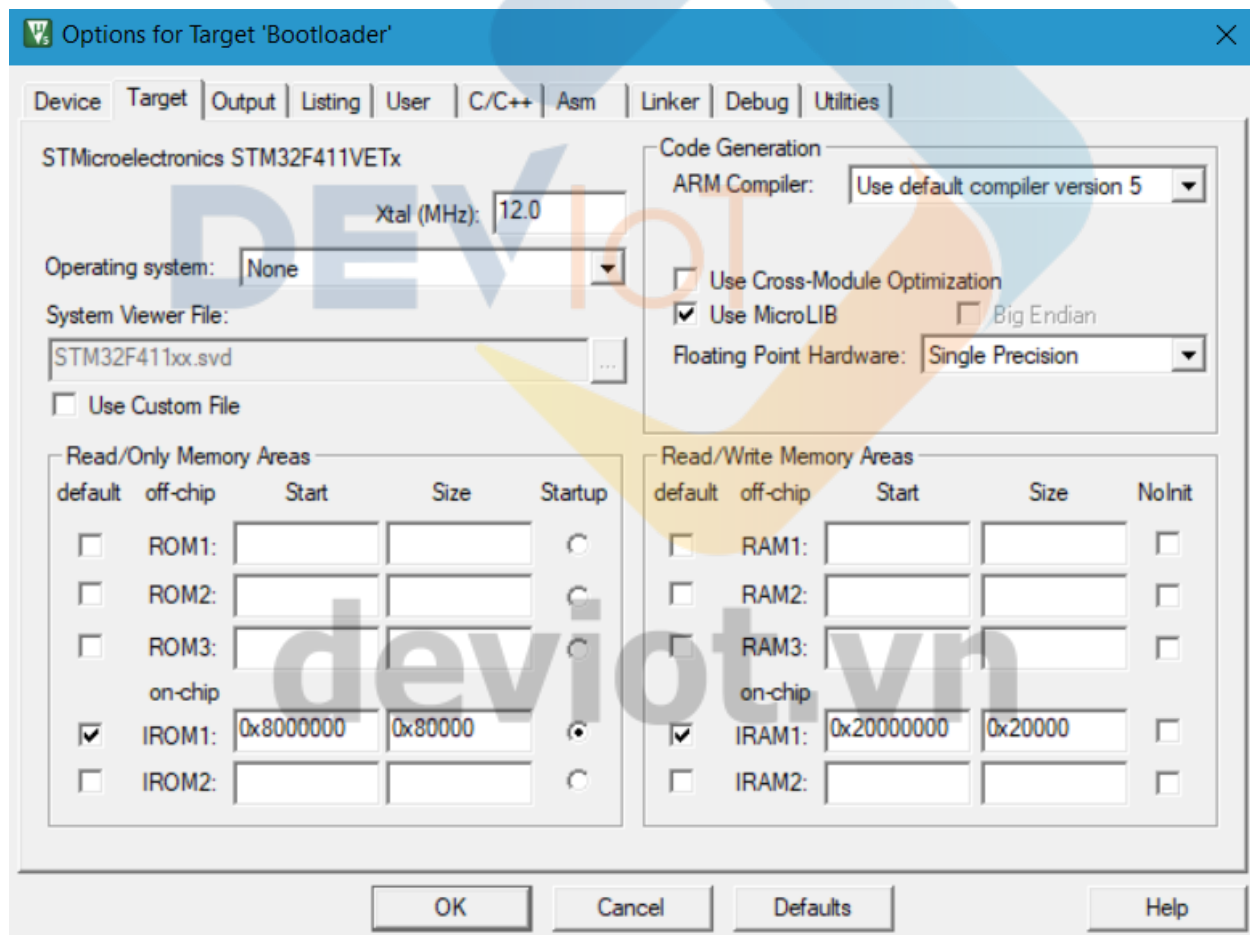 Options for Target 'Bootloader'
Device Target Output Listing User C/C++ Asm Linker Debug Utilities
STMicroelectronics STM32F411VETx
Xtal (MHz): 12.0
Operating system: None
System Viewer File:
STM32F411xx.svd ...
Use Custom File
Code Generation
ARM Compiler: Use default compiler version 5
Use Cross-Module Optimization
Use MicroLIB Big Endian
Floating Point Hardware: Single Precision
Read/Only Memory Areas
default off-chip Start Size Startup
ROM1:
ROM2:
ROM3:
on-chip
IROM1: 0x8000000 0x80000
IROM2:
Read/Write Memory Areas
default off-chip Start Size NoInit
RAM1:
RAM2:
RAM3:
on-chip
IRAM1: 0x20000000 0x20000
IRAM2:
OK Cancel Defaults Help
DEVIoT
deviot.vn